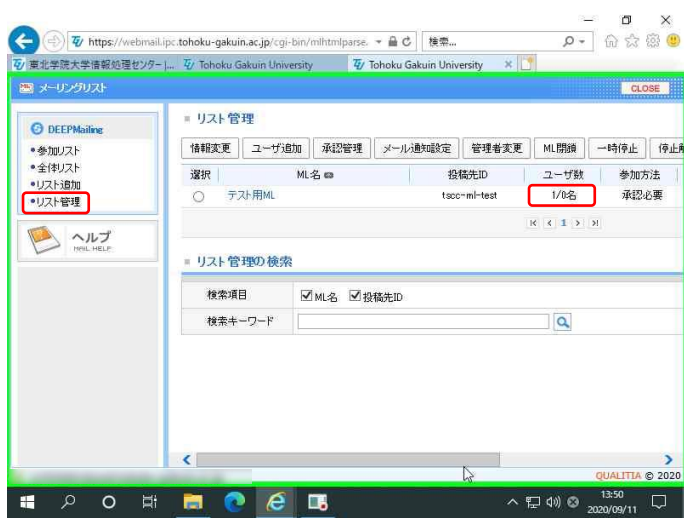 https://webmail.ipc.tohoku-gakuin.ac.jp/cgi-bin/mlhtmlparse.
検索...
東北学院大学情報処理センター |...
Tohoku Gakuin University
Tohoku Gakuin University
メーリングリスト
CLOSE
DEEPMailing
•参加リスト
•全体リスト
•リスト追加
•リスト管理
ヘルプ
MAIL HELP
リスト管理
情報変更 ユーザ追加 承認管理 メール通知設定 管理者変更 ML閉鎖 一時停止
選択 ML名 投稿先ID ユーザ数 参加方法
テスト用ML tscc-ml-test 1/0名 承認必要
1
リスト管理の検索
検索項目 ML名 投稿先ID
検索キーワード
QUALITIA © 2020
13:50
2020/09/11